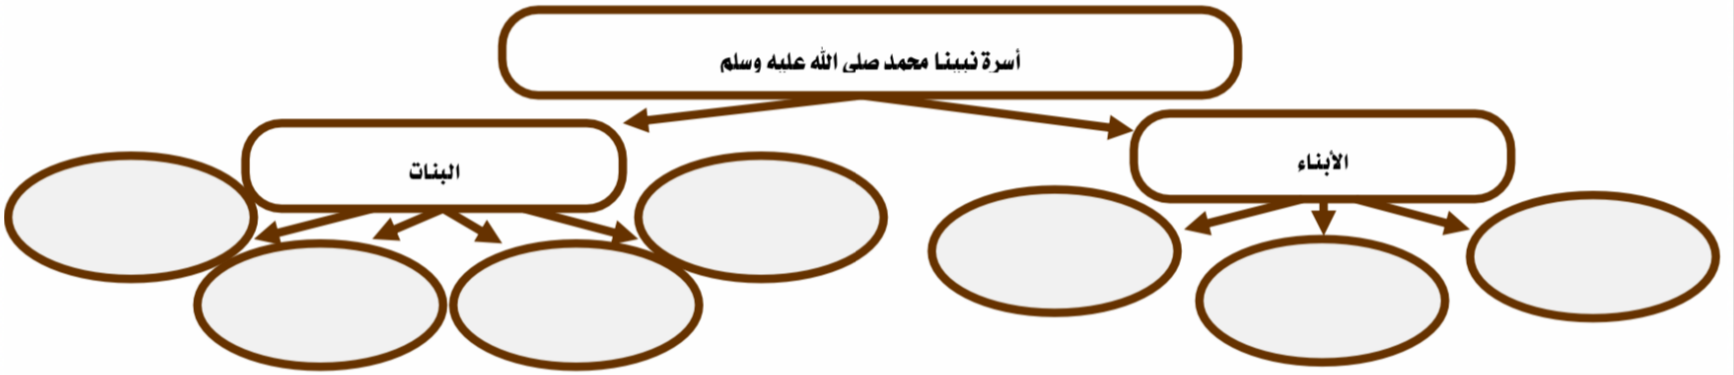 أسرة نبينا محمد صلى الله عليه وسلم
الأبناء
البنات